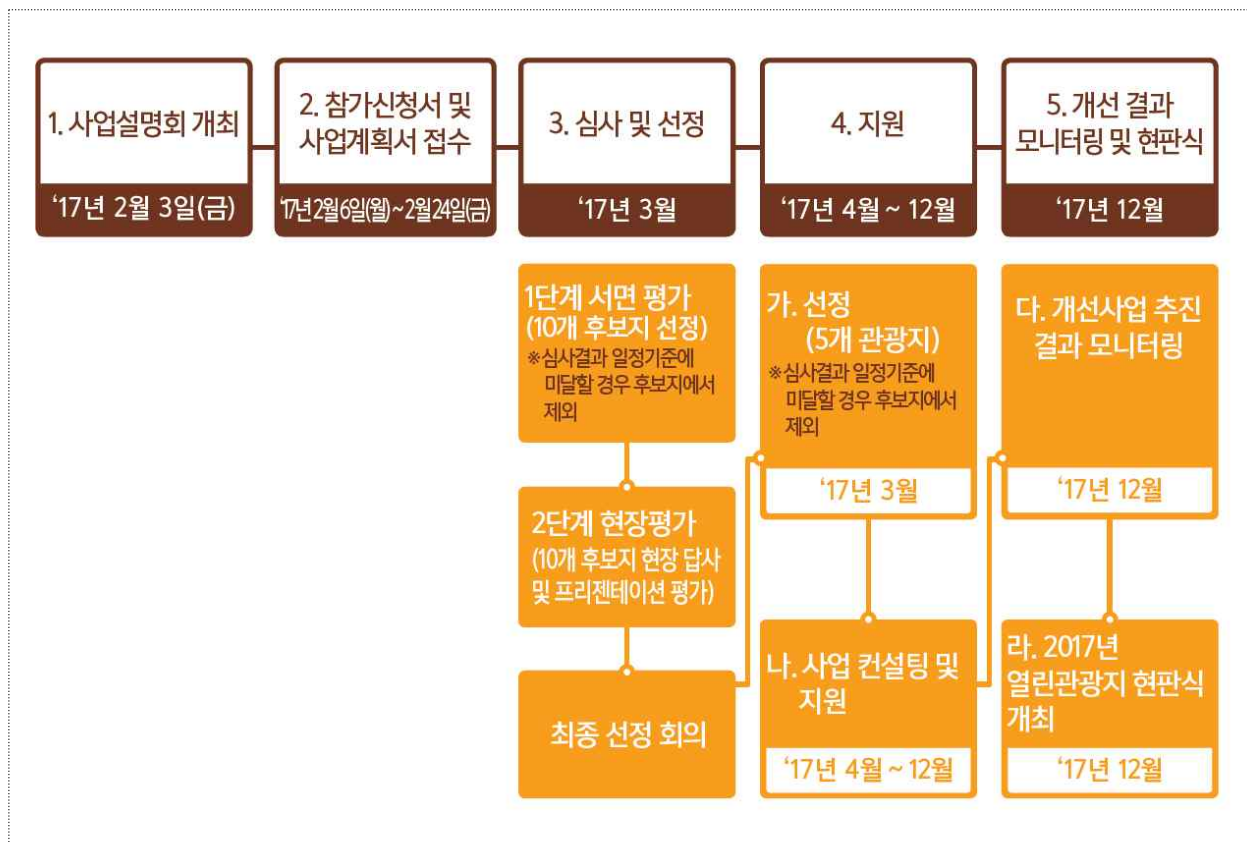 1. 사업설명회 개최
‘17년 2월 3일(금)
2. 참가신청서 및
사업계획서 접수
‘17년 2월 6일(월) ~ 2월 24일(금)
3. 심사 및 선정
‘17년 3월
4. 지원
‘17년 4월 ~ 12월
5. 개선 결과
모니터링 및 현판식
‘17년 12월
1단계 서면 평가
(10개 후보지 선정)
※심사결과 일정기준에
미달할 경우 후보지에서
제외
2단계 현장평가
(10개 후보지 현장 답사
및 프리젠테이션 평가)
최종 선정 회의
가. 선정
(5개 관광지)
※심사결과 일정기준에
미달할 경우 후보지에서
제외
‘17년 3월
나. 사업 컨설팅 및
지원
‘17년 4월 ~ 12월
다. 개선사업 추진
결과 모니터링
‘17년 12월
라. 2017년
열린관광지 현판식
개최
‘17년 12월